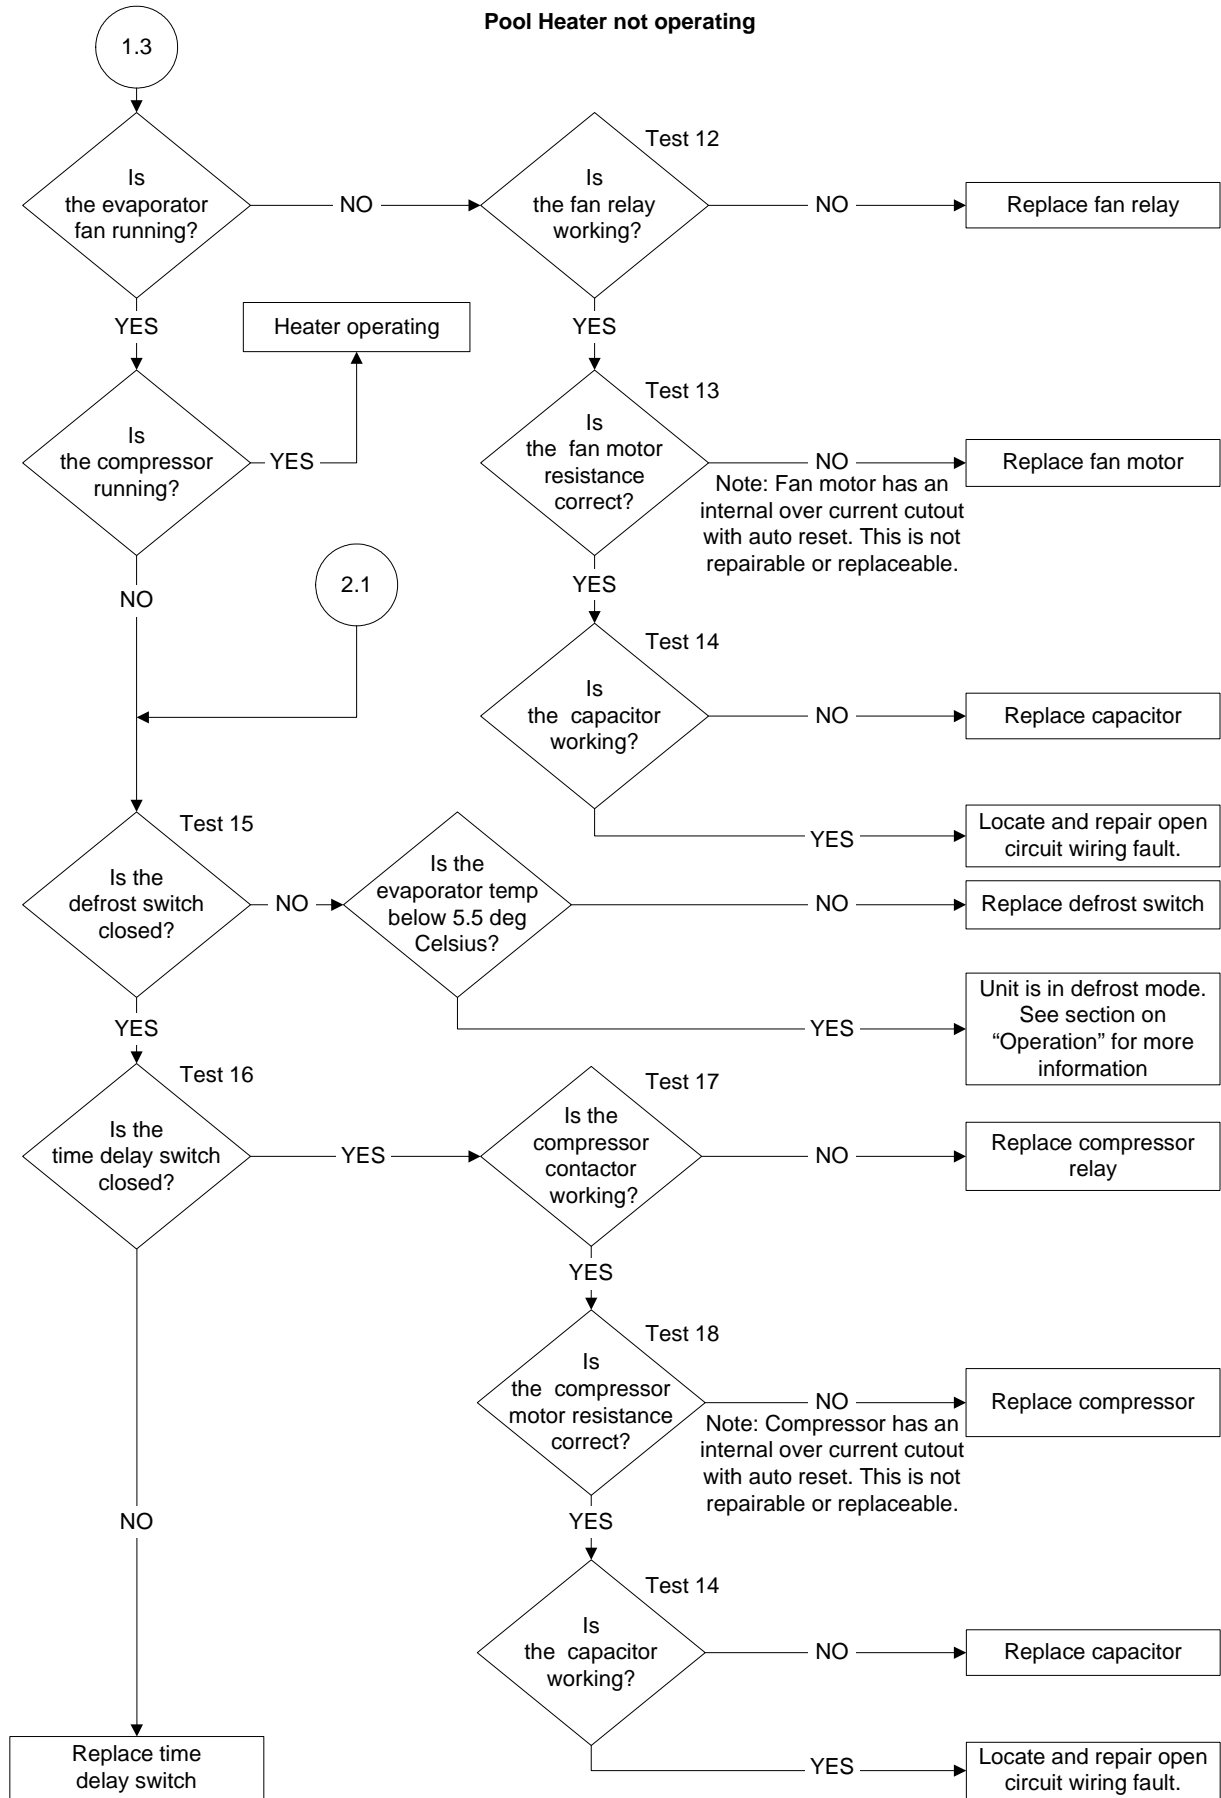 Pool Heater not operating
1.3
Is
the evaporator
fan running?
NO
Test 12
Is
the fan relay
working?
NO
Replace fan relay
YES
Heater operating
YES
Is
the compressor
running?
YES
Test 13
Is
the fan motor
resistance
correct?
NO
Note: Fan motor has an
internal over current cutout
with auto reset. This is not
repairable or replaceable.
Replace fan motor
NO
2.1
YES
Test 14
Is
the capacitor
working?
NO
Replace capacitor
YES
Locate and repair open
circuit wiring fault.
Test 15
Is the
defrost switch
closed?
NO
Is the
evaporator temp
below 5.5 deg
Celsius?
NO
Replace defrost switch
YES
Unit is in defrost mode.
See section on
“Operation” for more
information
YES
Test 16
Is the
time delay switch
closed?
YES
Test 17
Is the
compressor
contactor
working?
NO
Replace compressor
relay
YES
Test 18
Is
the compressor
motor resistance
correct?
NO
Note: Compressor has an
internal over current cutout
with auto reset. This is not
repairable or replaceable.
Replace compressor
NO
YES
Test 14
Is
the capacitor
working?
NO
Replace capacitor
Replace time
delay switch
YES
Locate and repair open
circuit wiring fault.